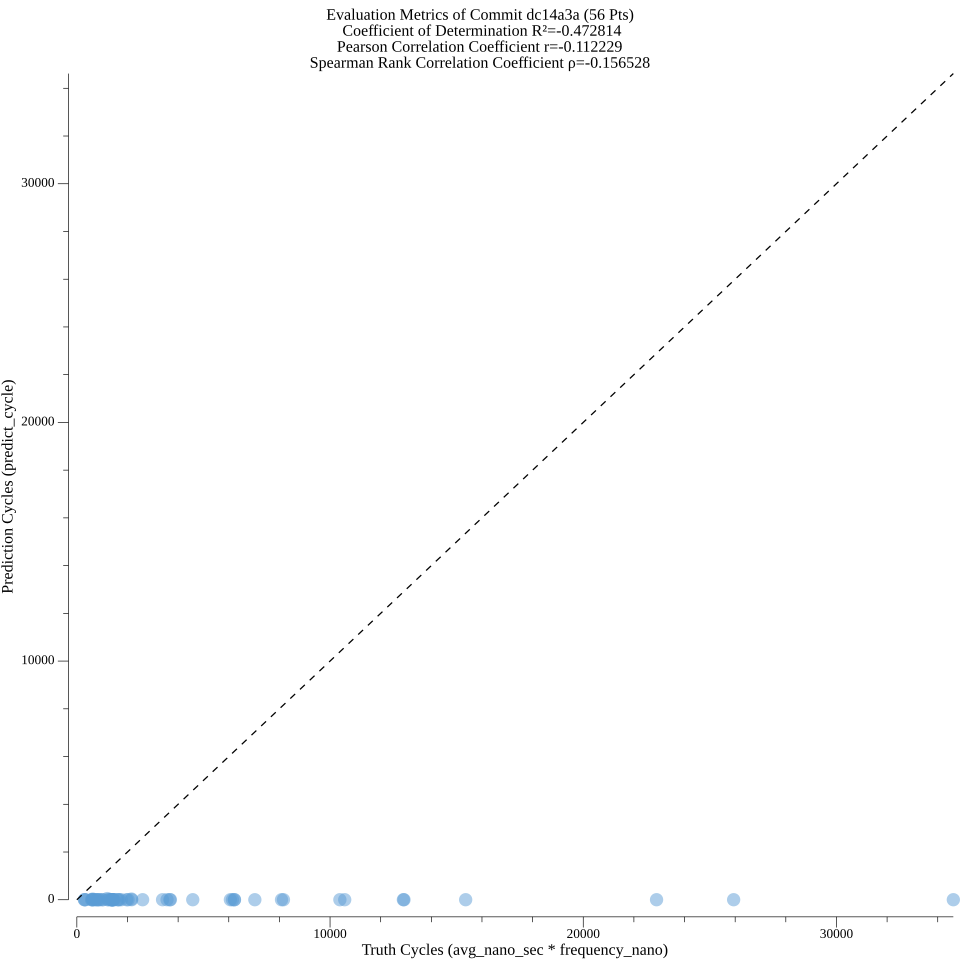 Evaluation Metrics of Commit dc14a3a (56 Pts)
Coefficient of Determination R²=-0.472814
Pearson Correlation Coefficient r=-0.112229
Spearman Rank Correlation Coefficient ρ=-0.156528
30000
20000
10000
0
Prediction Cycles (predict_cycle)
0
10000
20000
30000
Truth Cycles (avg_nano_sec * frequency_nano)